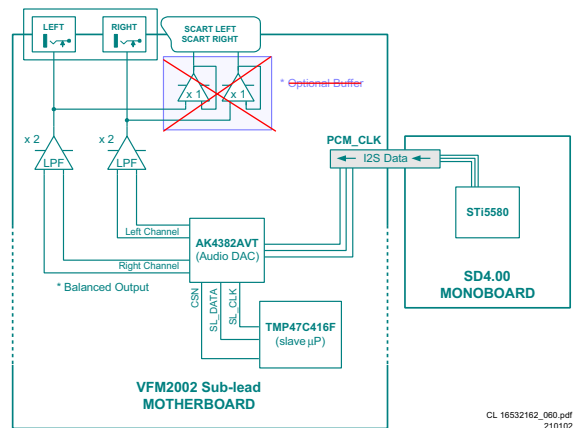 LEFT
RIGHT
SCART LEFT
SCART RIGHT
x 1
x 1
* Optional Buffer
x 2
LPF
x 2
LPF
PCM_CLK
I2S Data
STi5580
Left Channel
Right Channel
* Balanced Output
AK4382AVT
(Audio DAC)
SD4.00
MONOBOARD
CSN
SL_DATA
SL_CLK
TMP47C416F
(slave µP)
VFM2002 Sub-lead
MOTHERBOARD
CL 16532162_060.pdf
210102